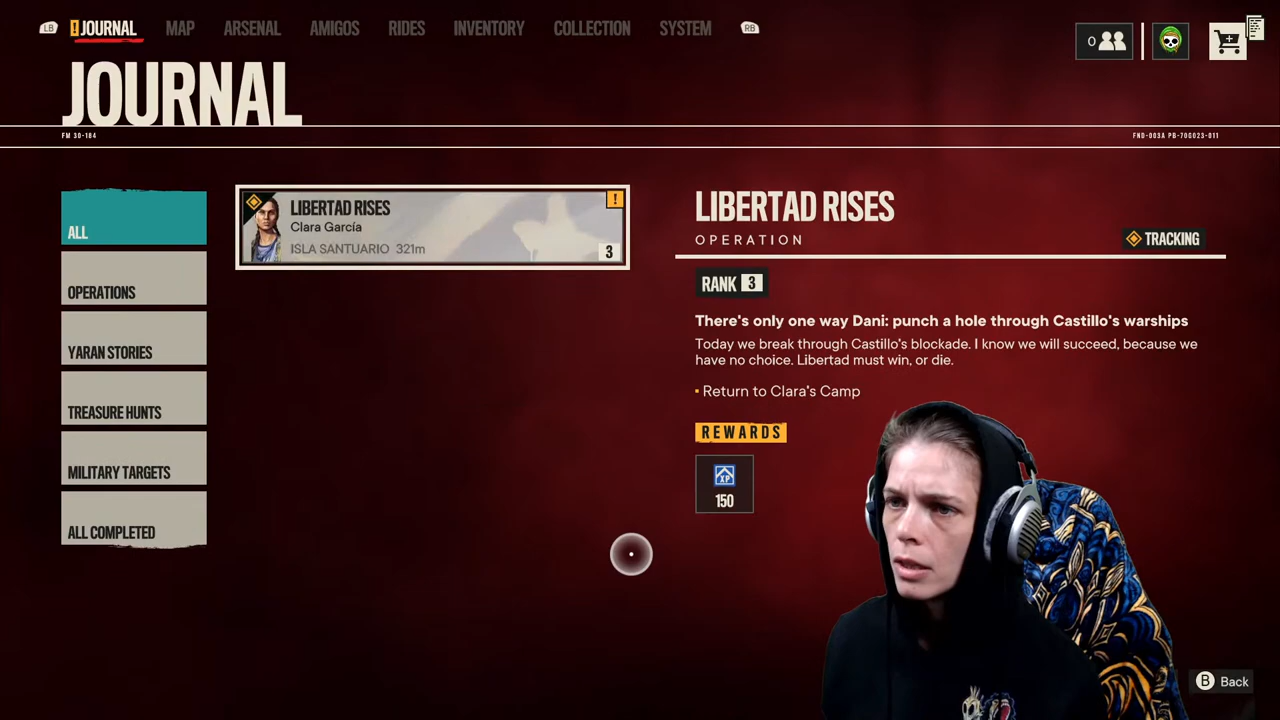 LB
! JOURNAL
MAP
ARSENAL
AMIGOS
RIDES
INVENTORY
COLLECTION
SYSTEM
RB
0
JOURNAL
FM 30-184
FND-003A PB-700023-011
ALL
OPERATIONS
YARAN STORIES
TREASURE HUNTS
MILITARY TARGETS
ALL COMPLETED
LIBERTAD RISES
!
Clara García
ISLA SANTUARIO 321m
3
LIBERTAD RISES
OPERATION
TRACKING
RANK 3
There's only one way Dani: punch a hole through Castillo's warships
Today we break through Castillo's blockade. I know we will succeed, because we
have no choice. Libertad must win, or die.
Return to Clara's Camp
REWARDS
XP
150
B Back